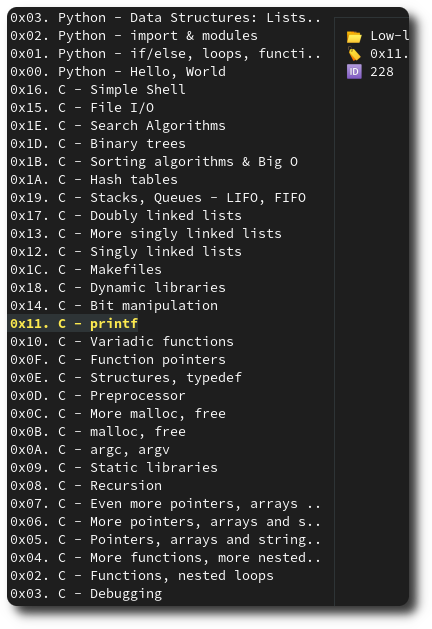 0x03. Python - Data Structures: Lists..
0x02. Python - import & modules
0x01. Python - if/else, loops, functi..
0x00. Python - Hello, World
0x16. C - Simple Shell
0x15. C - File I/O
0x1E. C - Search Algorithms
0x1D. C - Binary trees
0x1B. C - Sorting algorithms & Big O
0x1A. C - Hash tables
0x19. C - Stacks, Queues - LIFO, FIFO
0x17. C - Doubly linked lists
0x13. C - More singly linked lists
0x12. C - Singly linked lists
0x1C. C - Makefiles
0x18. C - Dynamic libraries
0x14. C - Bit manipulation
0x11. C - printf
0x10. C - Variadic functions
0x0F. C - Function pointers
0x0E. C - Structures, typedef
0x0D. C - Preprocessor
0x0C. C - More malloc, free
0x0B. C - malloc, free
0x0A. C - argc, argv
0x09. C - Static libraries
0x08. C - Recursion
0x07. C - Even more pointers, arrays ..
0x06. C - More pointers, arrays and s..
0x05. C - Pointers, arrays and string..
0x04. C - More functions, more nested..
0x02. C - Functions, nested loops
0x03. C - Debugging
📂 Low-l
🏷️ 0x11.
🆔 228